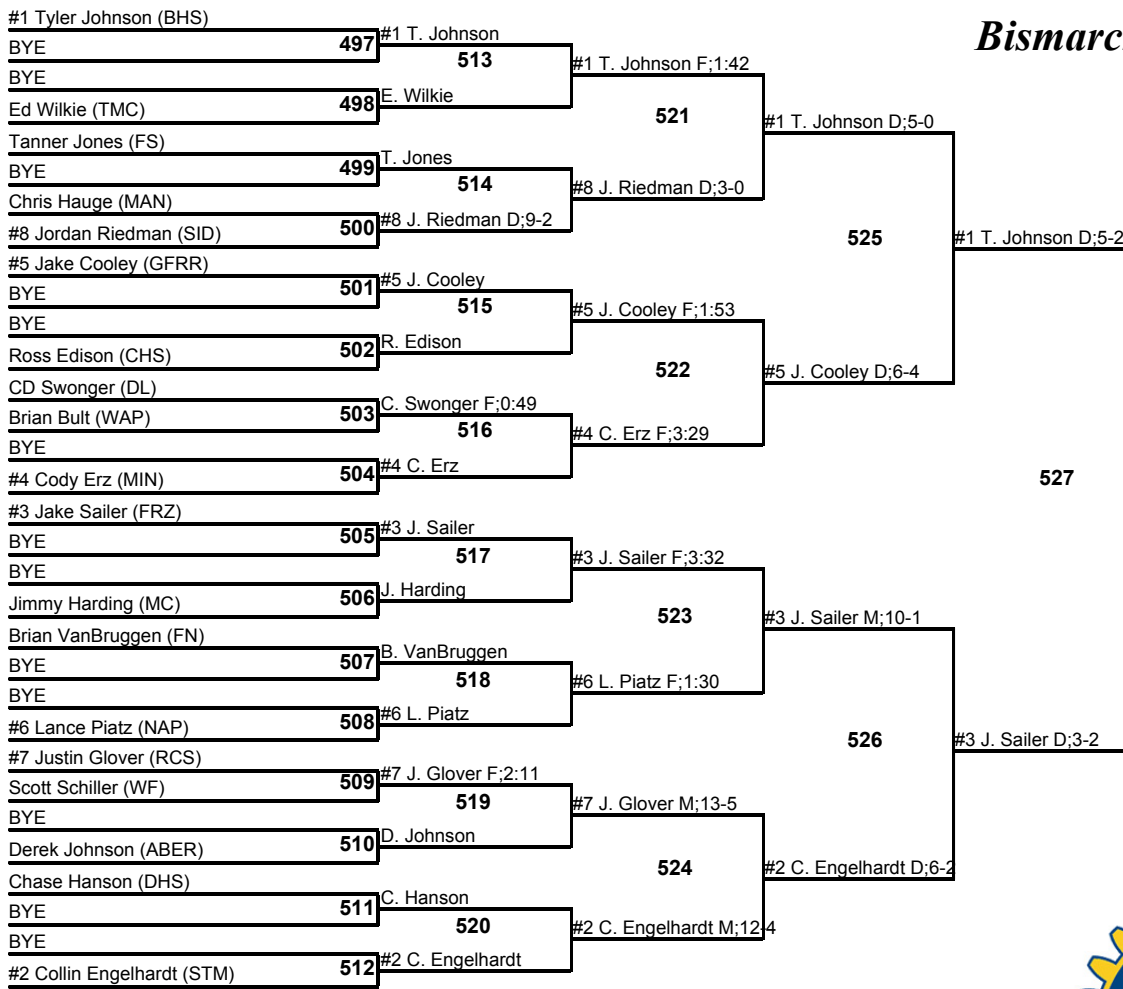 #1 Tyler Johnson (BHS)
BYE
BYE
Ed Wilkie (TMC)
Tanner Jones (FS)
BYE
Chris Hauge (MAN)
#8 Jordan Riedman (SID)
#5 Jake Cooley (GFRR)
BYE
BYE
Ross Edison (CHS)
CD Swonger (DL)
Brian Bult (WAP)
BYE
#4 Cody Erz (MIN)
#3 Jake Sailer (FRZ)
BYE
BYE
Jimmy Harding (MC)
Brian VanBruggen (FN)
BYE
BYE
#6 Lance Piatz (NAP)
#7 Justin Glover (RCS)
Scott Schiller (WF)
BYE
Derek Johnson (ABER)
Chase Hanson (DHS)
BYE
BYE
#2 Collin Engelhardt (STM)
497
498
499
500
501
502
503
504
505
506
507
508
509
510
511
512
#1 T. Johnson
513
E. Wilkie
T. Jones
514
#8 J. Riedman D;9-2
#5 J. Cooley
515
R. Edison
C. Swonger F;0:49
516
#4 C. Erz
#3 J. Sailer
517
J. Harding
B. VanBruggen
518
#6 L. Piatz
#7 J. Glover F;2:11
519
D. Johnson
C. Hanson
520
#2 C. Engelhardt
#1 T. Johnson F;1:42
521
#8 J. Riedman D;3-0
#5 J. Cooley F;1:53
522
#4 C. Erz F;3:29
#3 J. Sailer F;3:32
523
#6 L. Piatz F;1:30
#7 J. Glover M;13-5
524
#2 C. Engelhardt M;12-4
#1 T. Johnson D;5-0
525
#5 J. Cooley D;6-4
#3 J. Sailer M;10-1
526
#2 C. Engelhardt D;6-2
Bismarc
#1 T. Johnson D;5-2
527
#3 J. Sailer D;3-2